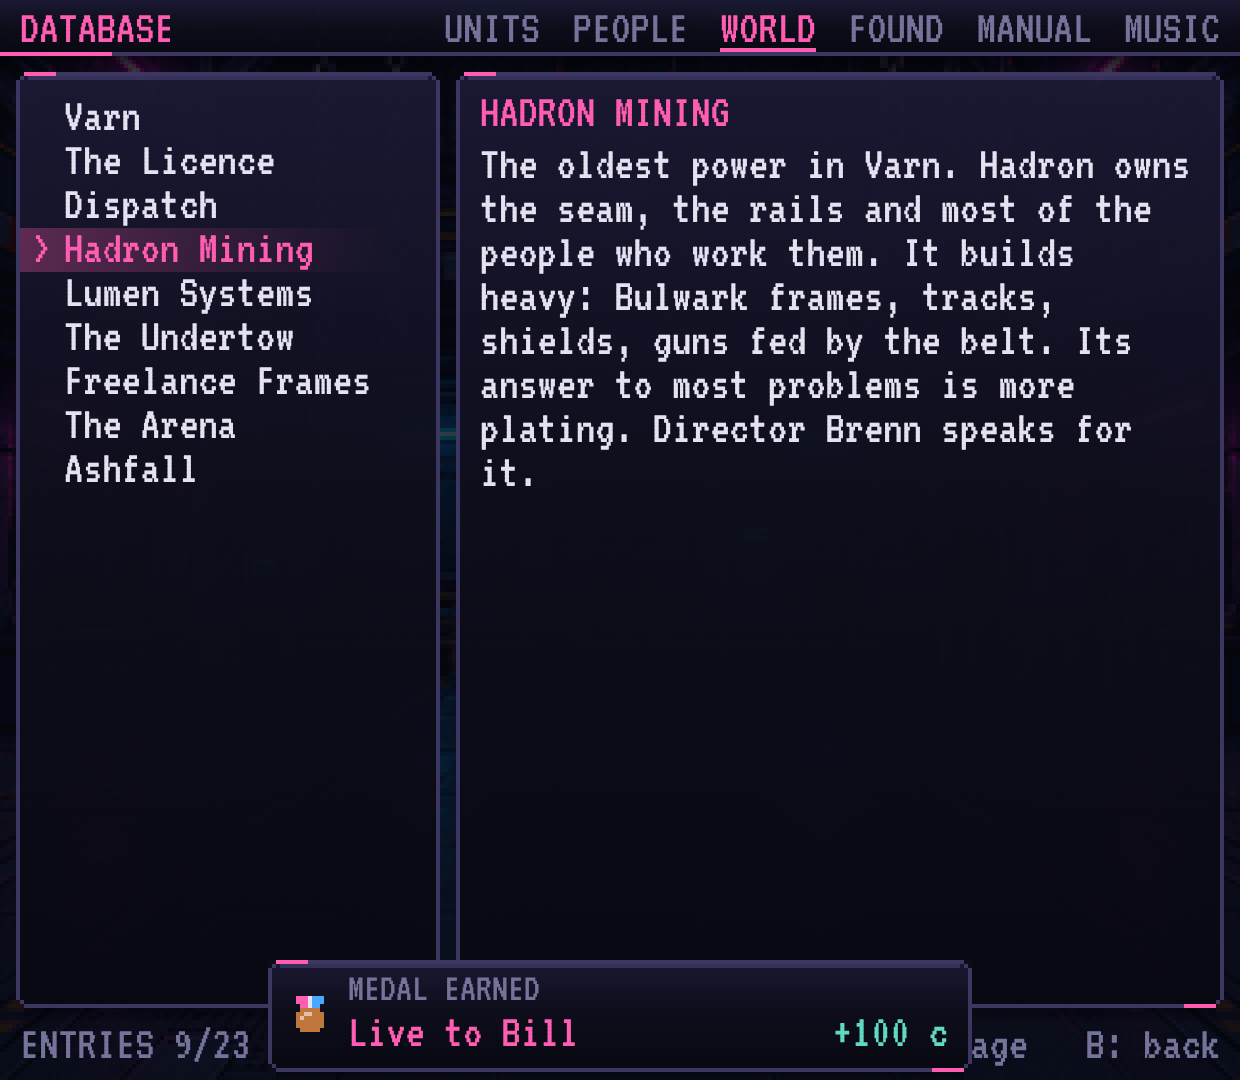 DATABASE UNITS PEOPLE WORLD FOUND MANUAL MUSIC
Varn
The Licence
Dispatch
> Hadron Mining
Lumen Systems
The Undertow
Freelance Frames
The Arena
Ashfall
HADRON MINING
The oldest power in Varn. Hadron owns
the seam, the rails and most of the
people who work them. It builds
heavy: Bulwark frames, tracks,
shields, guns fed by the belt. Its
answer to most problems is more
plating. Director Brenn speaks for
it.
MEDAL EARNED
Live to Bill +100 c
ENTRIES 9/23 B: back